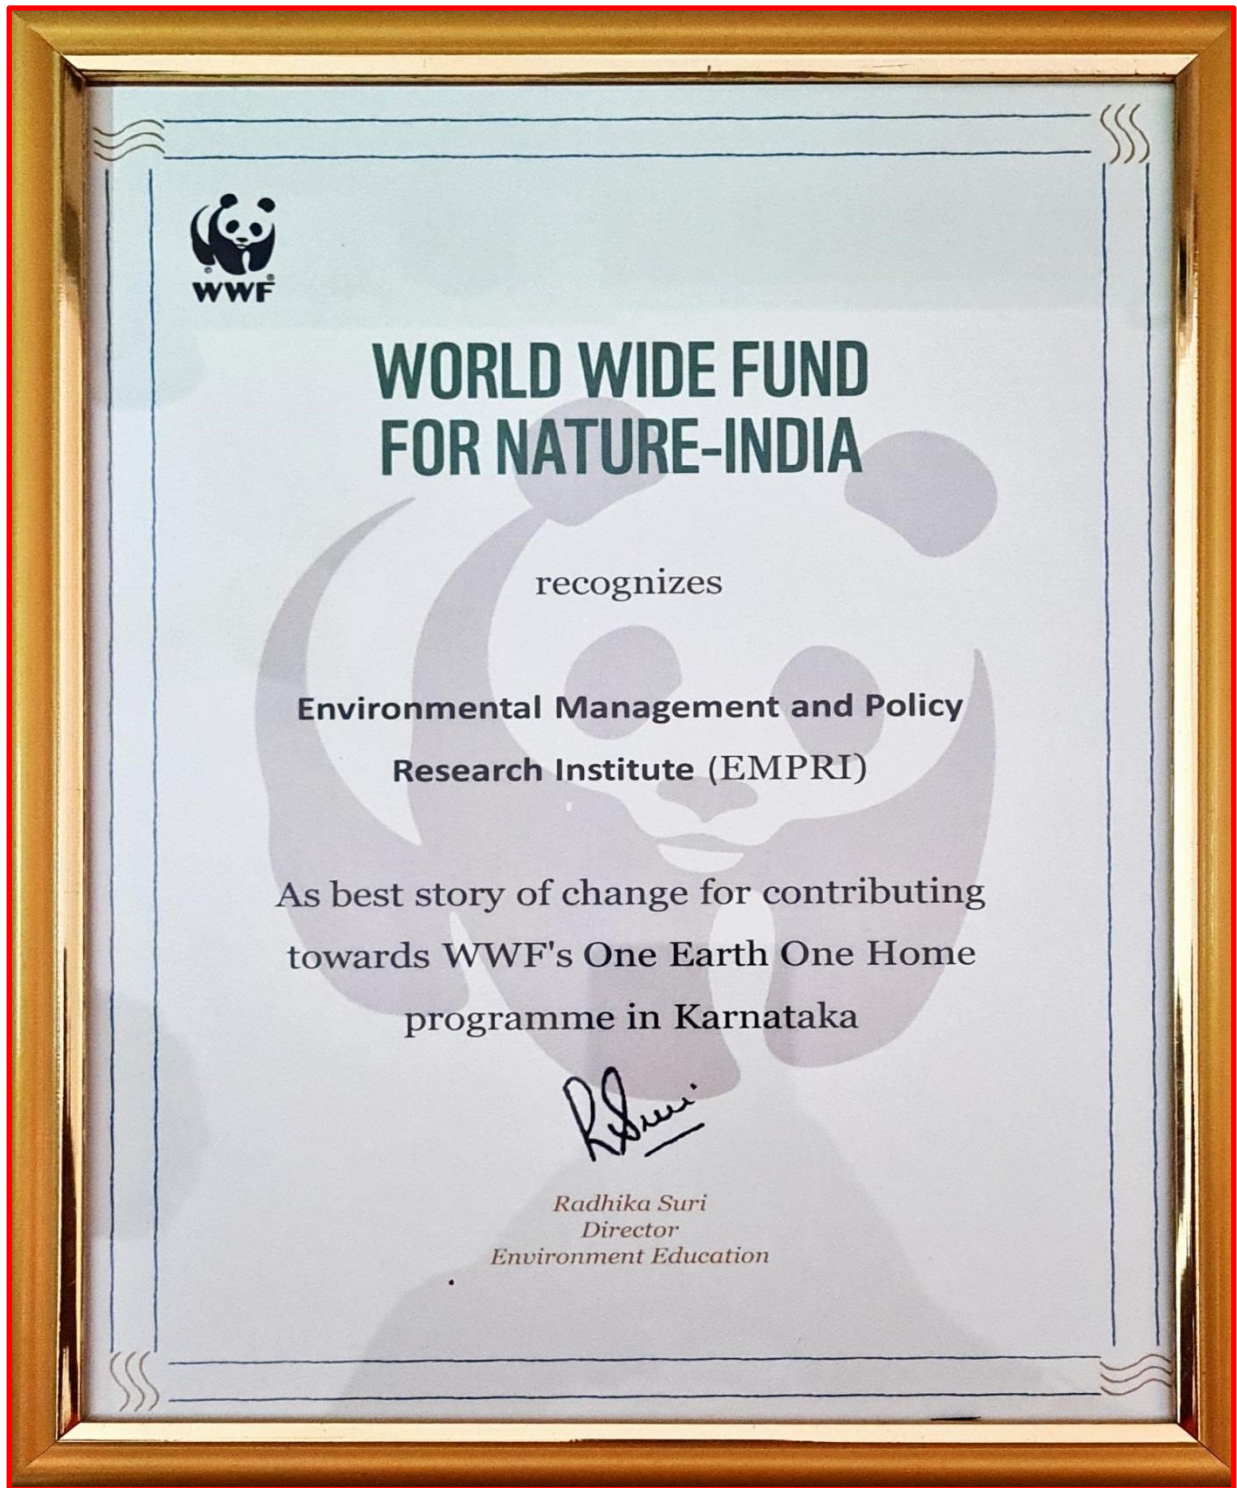 WWF
WORLD WIDE FUND
FOR NATURE-INDIA
recognizes
Environmental Management and Policy
Research Institute (EMPRI)
As best story of change for contributing
towards WWF's One Earth One Home
programme in Karnataka
RSuri
Radhika Suri
Director
Environment Education